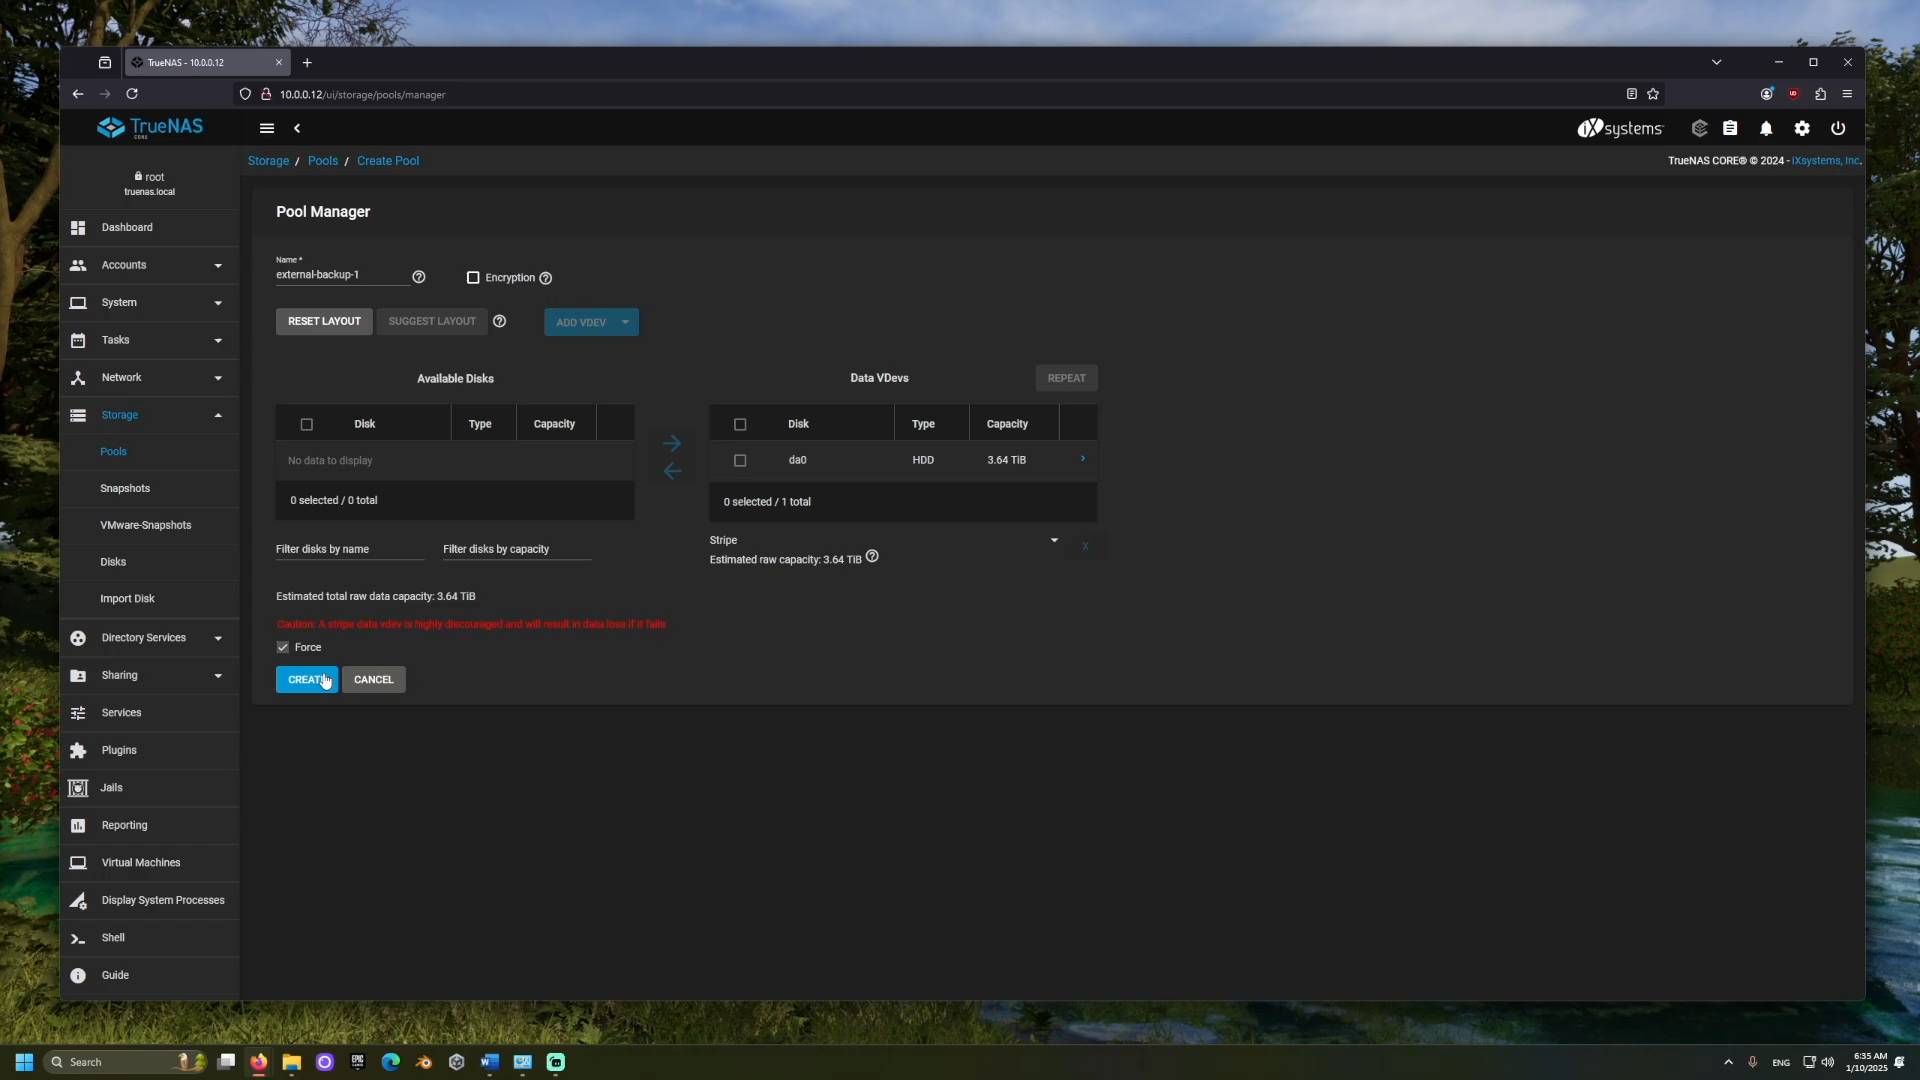 TrueNAS - 10.0.0.12
10.0.0.12/ui/storage/pools/manager
TrueNAS
CORE
iXsystems
Storage / Pools / Create Pool
TrueNAS CORE® © 2024 - iXsystems, Inc.
root
truenas.local
Dashboard
Accounts
System
Tasks
Network
Storage
Pools
Snapshots
VMware-Snapshots
Disks
Import Disk
Directory Services
Sharing
Services
Plugins
Jails
Reporting
Virtual Machines
Display System Processes
Shell
Guide
Pool Manager
Name *
external-backup-1
Encryption
RESET LAYOUT
SUGGEST LAYOUT
ADD VDEV
Available Disks
Disk Type Capacity
No data to display
0 selected / 0 total
Filter disks by name
Filter disks by capacity
Data VDevs
REPEAT
Disk Type Capacity
da0 HDD 3.64 TiB
0 selected / 1 total
Stripe
x
Estimated raw capacity: 3.64 TiB
Estimated total raw data capacity: 3.64 TiB
Caution: A stripe data vdev is highly discouraged and will result in data loss if it fails
Force
CREATE
CANCEL
Search
EPIC
GAMES
ENG
6:35 AM
1/10/2025